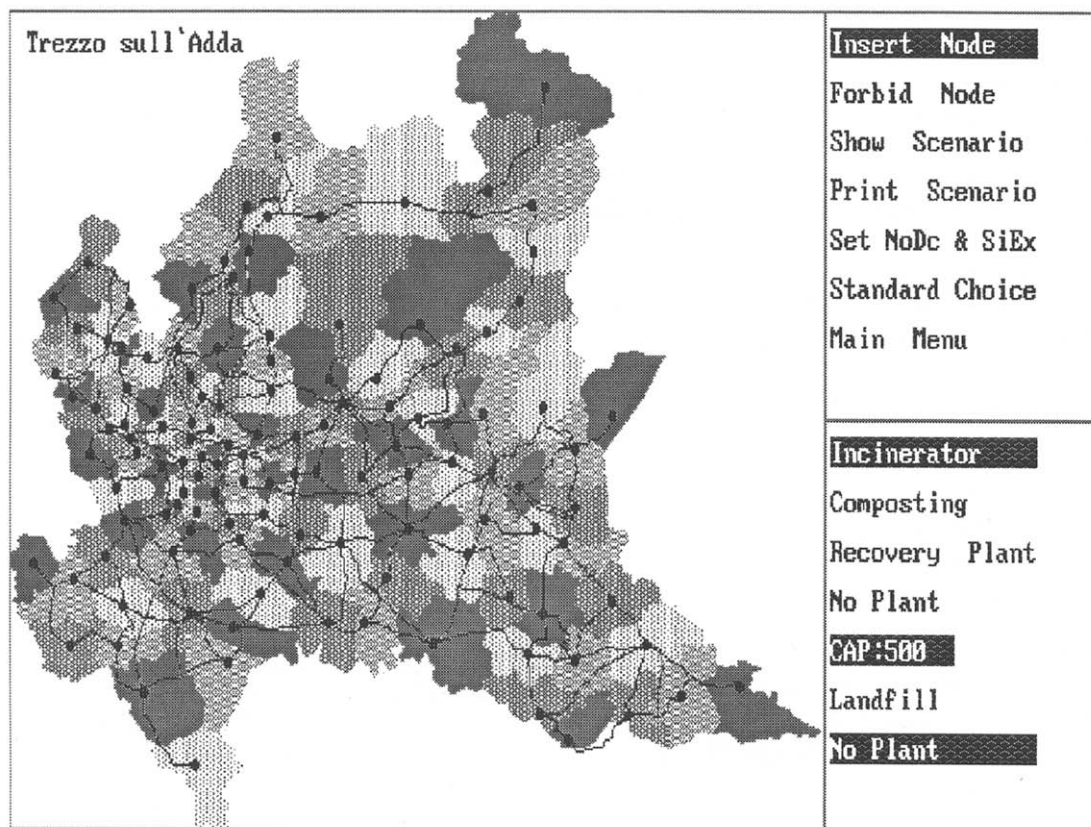 Trezzo sull'Adda
Insert Node
Forbid Node
Show Scenario
Print Scenario
Set NoDc & SiEx
Standard Choice
Main Menu
Incinerator
Composting
Recovery Plant
No Plant
CAP:500
Landfill
No Plant